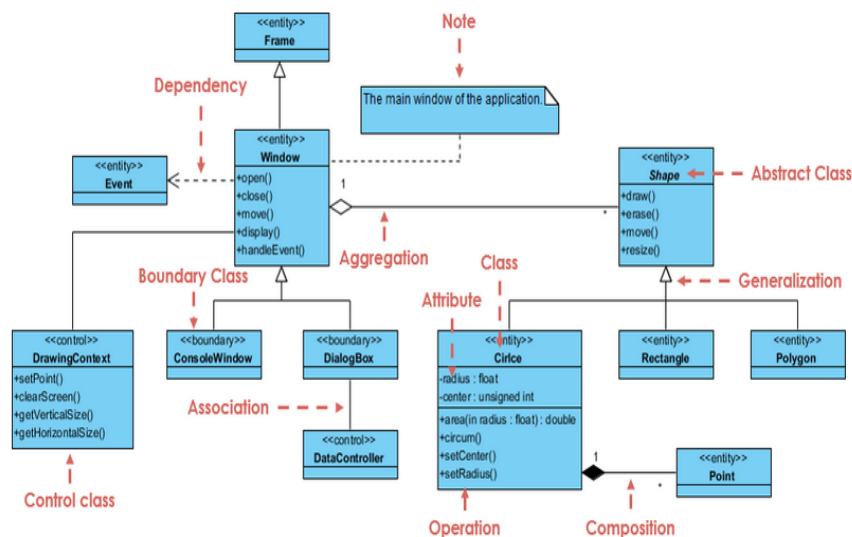 <<entity>>
Frame
Note
Dependency
The main window of the application.
<<entity>>
Window
+open()
+close()
+move()
+display()
+handleEvent()
<<entity>>
Event
1
*
Aggregation
<<entity>>
Shape
+draw()
+erase()
+move()
+resize()
Abstract Class
Generalization
Boundary Class
Class
Attribute
<<control>>
DrawingContext
+setPoint()
+clearScreen()
+getVerticalSize()
+getHorizontalSize()
Control class
<<boundary>>
ConsoleWindow
<<boundary>>
DialogBox
Association
<<control>>
DataController
<<entity>>
Cirlce
-radius : float
-center : unsigned int
+area(in radius : float) : double
+circum()
+setCenter()
+setRadius()
Operation
<<entity>>
Rectangle
<<entity>>
Polygon
1
*
Composition
<<entity>>
Point